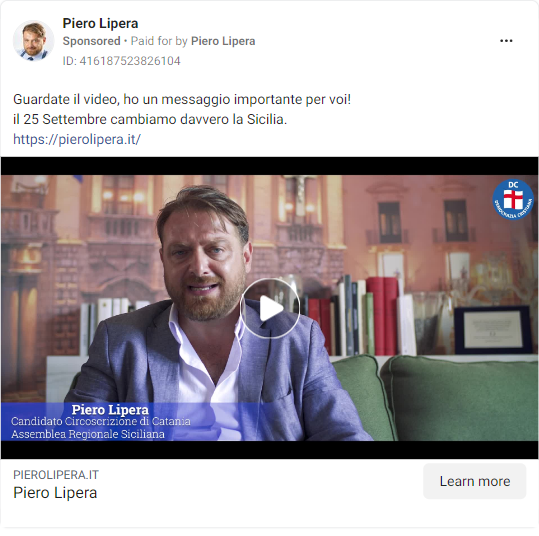 Piero Lipera
Sponsored • Paid for by Piero Lipera
ID: 416187523826104
Guardate il video, ho un messaggio importante per voi!
il 25 Settembre cambiamo davvero la Sicilia.
https://pierolipera.it/
DC
DEMOCRAZIA CRISTIANA
Piero Lipera
Candidato Circoscrizione di Catania
Assemblea Regionale Siciliana
PIEROLIPERA.IT
Piero Lipera
Learn more